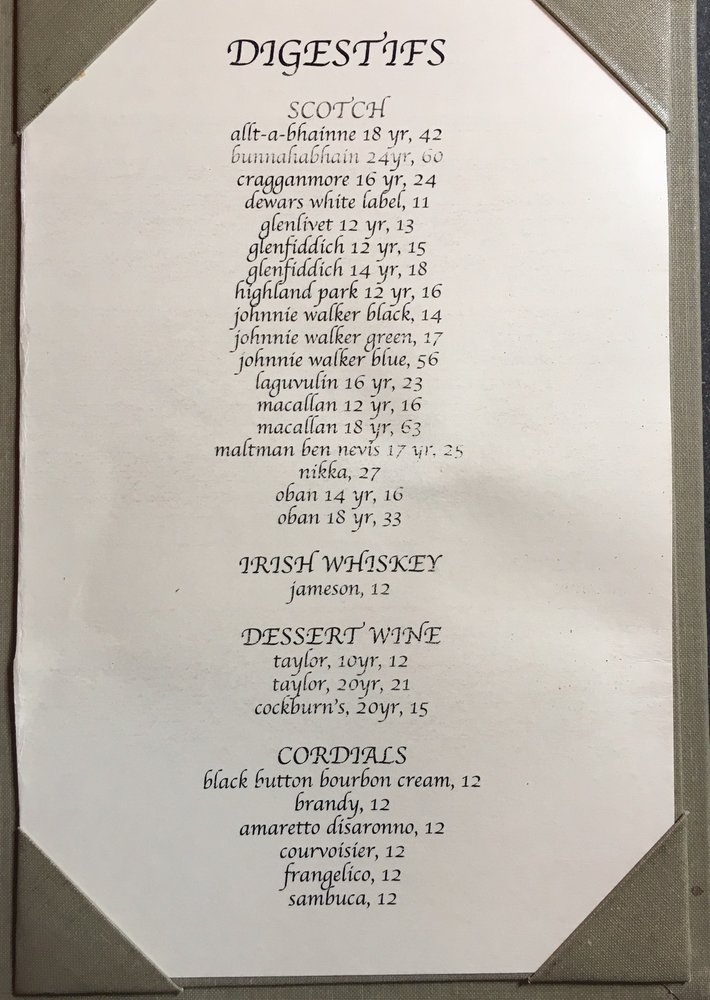 DIGESTIFS
SCOTCH
allt-a-bhainne 18 yr, 42
bunnahabhain 24yr, 60
cragganmore 16 yr, 24
dewars white label, 11
glenlivet 12 yr, 13
glenfiddich 12 yr, 15
glenfiddich 14 yr, 18
highland park 12 yr, 16
johnnie walker black, 14
johnnie walker green, 17
johnnie walker blue, 56
laguvulin 16 yr, 23
macallan 12 yr, 16
macallan 18 yr, 63
maltman ben nevis 17 yr, 25
nikka, 27
oban 14 yr, 16
oban 18 yr, 33
IRISH WHISKEY
jameson, 12
DESSERT WINE
taylor, 10yr, 12
taylor, 20yr, 21
cockburn's, 20yr, 15
CORDIALS
black button bourbon cream, 12
brandy, 12
amaretto disaronno, 12
courvoisier, 12
frangelico, 12
sambuca, 12